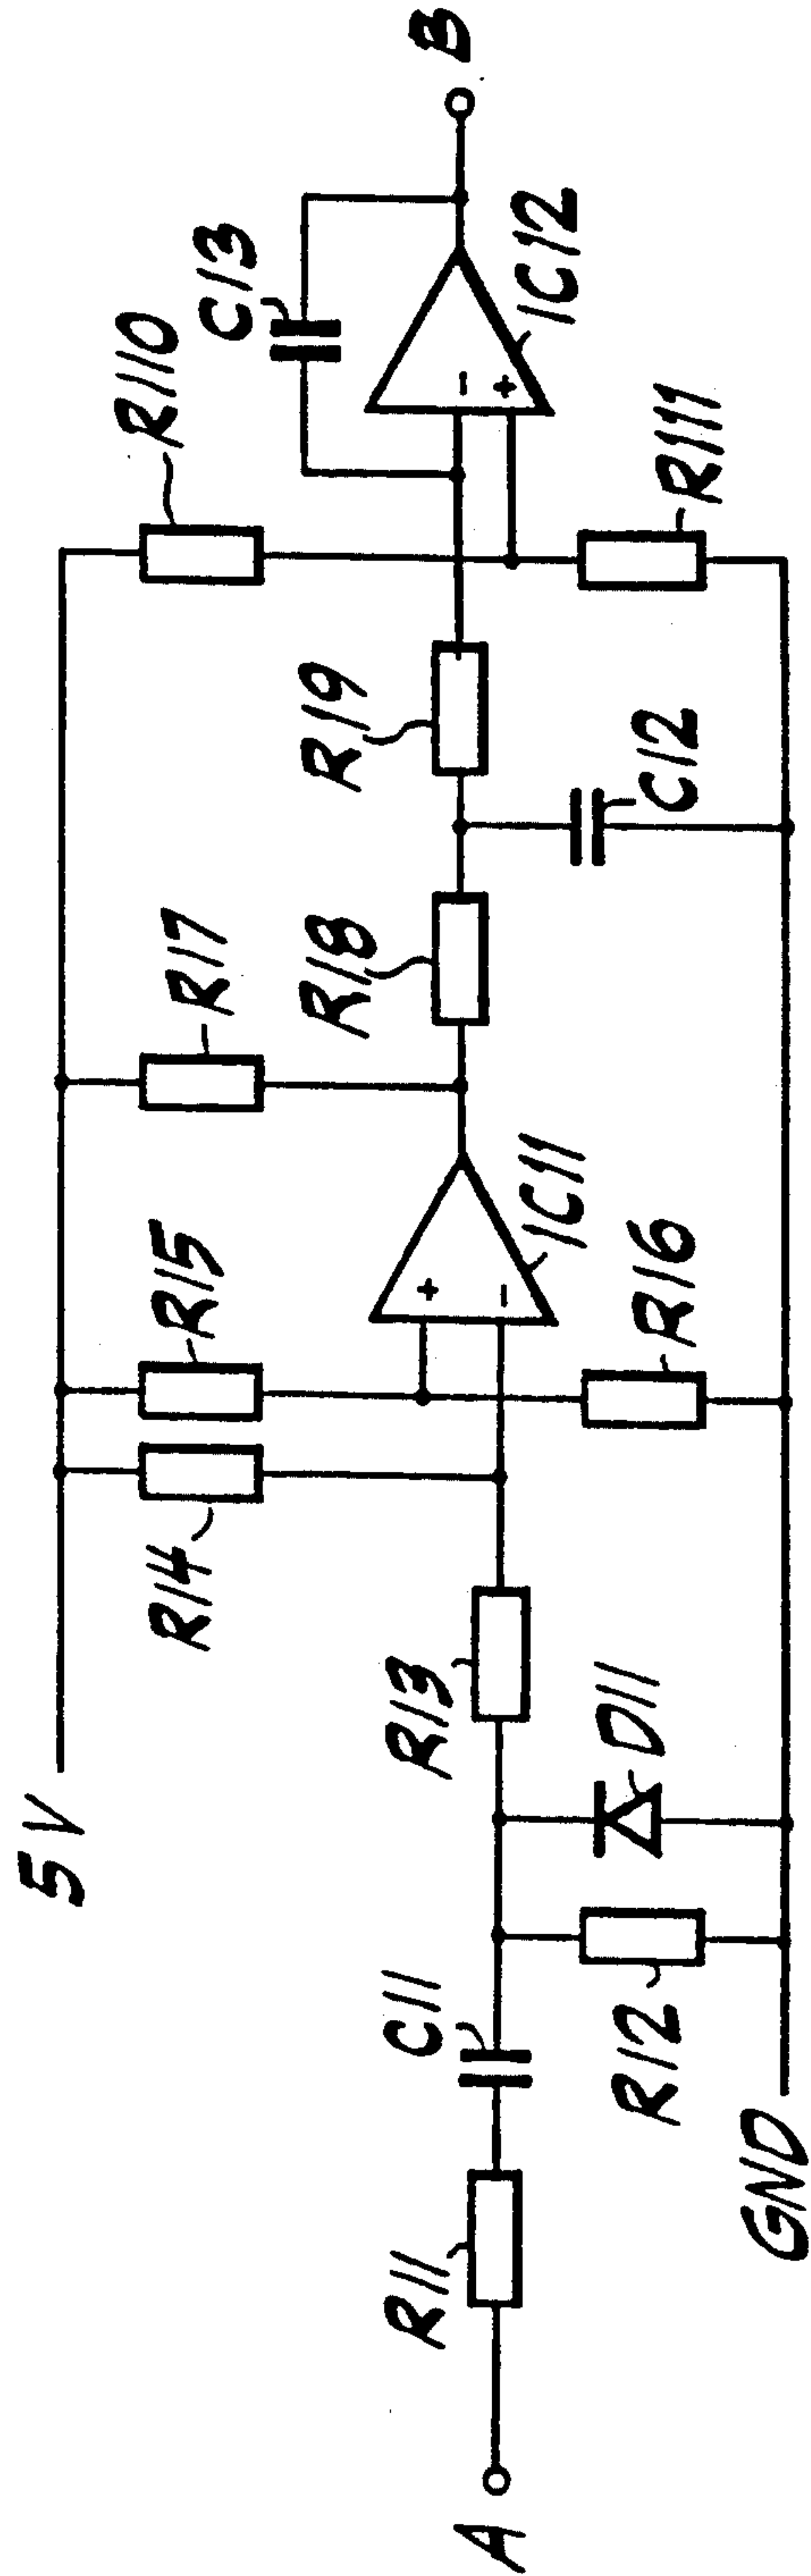 5V
R14
R15
R17
R110
C13
A
R11
C11
R13
+
-
IC11
R18
R19
-
+
IC12
B
R12
D11
R16
C12
R111
GND